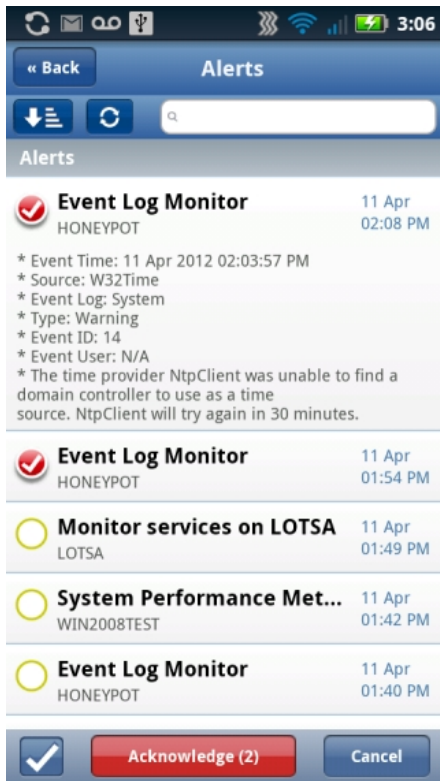 3:06
« Back
Alerts
Alerts
Event Log Monitor
11 Apr
HONEYPOT
02:08 PM
* Event Time: 11 Apr 2012 02:03:57 PM
* Source: W32Time
* Event Log: System
* Type: Warning
* Event ID: 14
* Event User: N/A
* The time provider NtpClient was unable to find a
domain controller to use as a time
source. NtpClient will try again in 30 minutes.
Event Log Monitor
11 Apr
HONEYPOT
01:54 PM
Monitor services on LOTSA
11 Apr
LOTSA
01:49 PM
System Performance Met...
11 Apr
WIN2008TEST
01:42 PM
Event Log Monitor
11 Apr
HONEYPOT
01:40 PM
Acknowledge (2)
Cancel